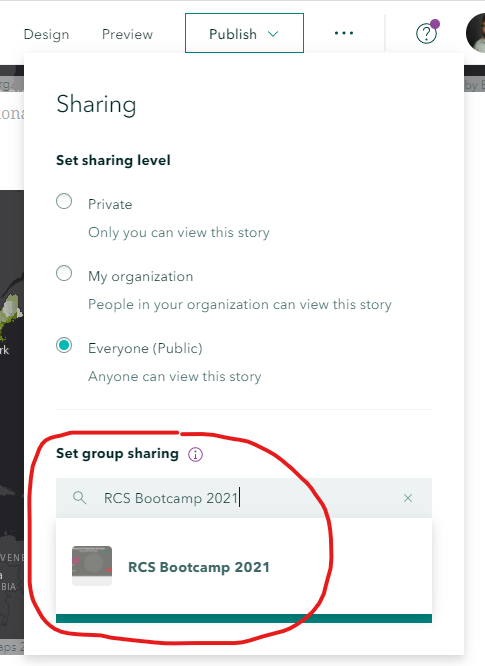 Design Preview Publish ... ?
Sharing
Set sharing level
Private
Only you can view this story
My organization
People in your organization can view this story
Everyone (Public)
Anyone can view this story
Set group sharing
RCS Bootcamp 2021
RCS Bootcamp 2021